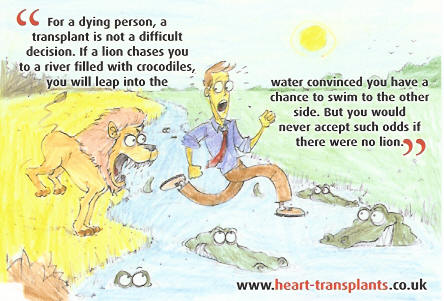 “ For a dying person, a
transplant is not a difficult
decision. If a lion chases you
to a river filled with crocodiles,
you will leap into the
water convinced you have a
chance to swim to the other
side. But you would
never accept such odds if
there were no lion.”
www.heart-transplants.co.uk